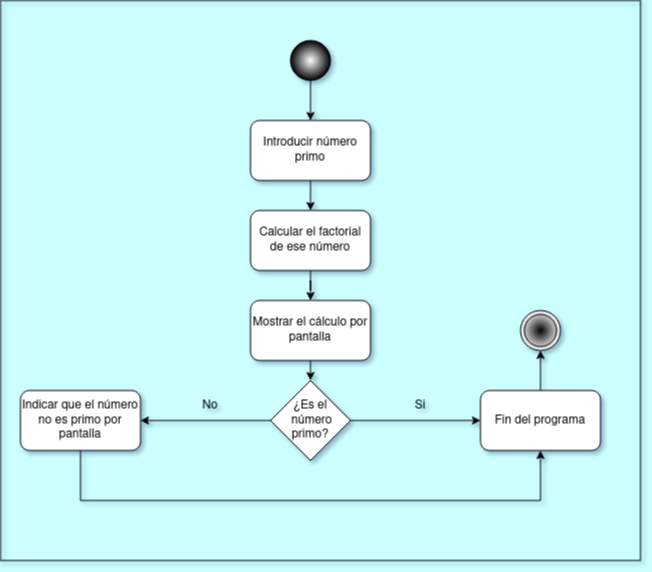 Introducir número
primo
Calcular el factorial
de ese número
Mostrar el cálculo por
pantalla
¿Es el
número
primo?
No
Si
Indicar que el número
no es primo por
pantalla
Fin del programa